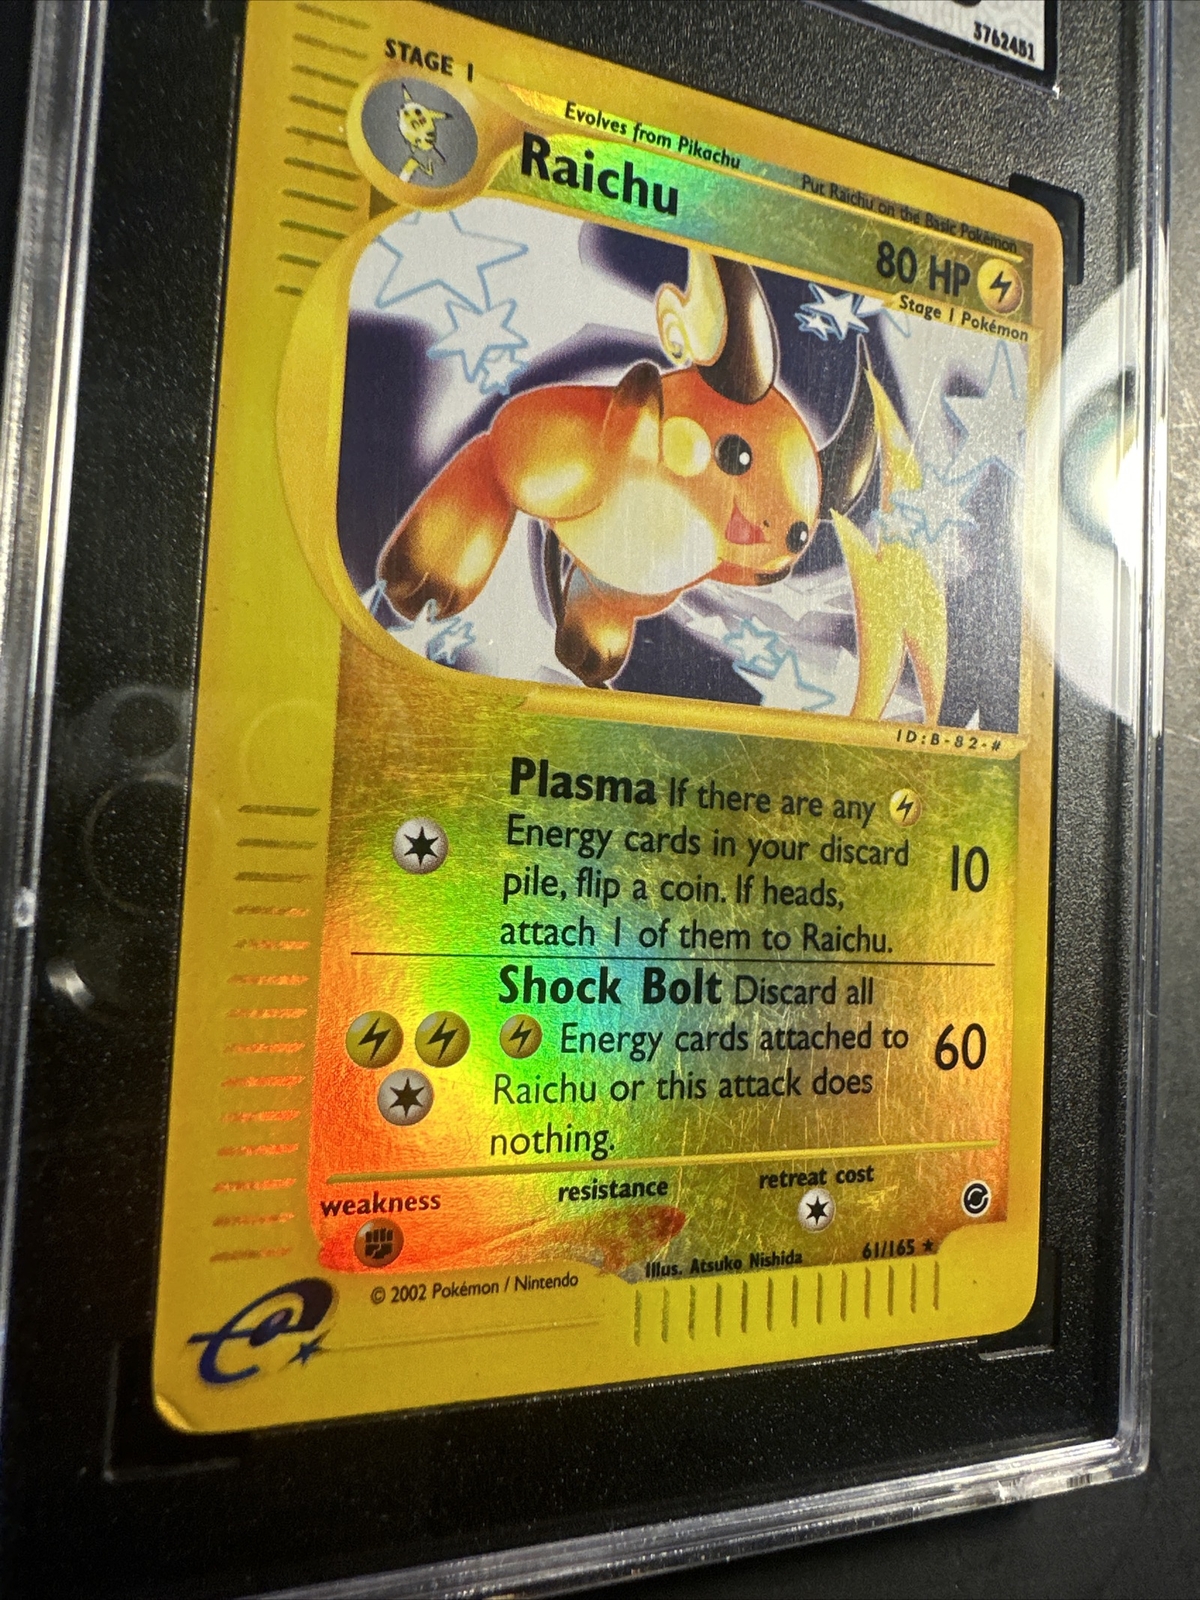 3762451
STAGE 1
Evolves from Pikachu
Raichu
Put Raichu on the Basic Pokémon
80 HP
Stage 1 Pokémon
ID:B-82-#
Plasma If there are any
Energy cards in your discard
pile, flip a coin. If heads,
attach 1 of them to Raichu.
10
Shock Bolt Discard all
Energy cards attached to
Raichu or this attack does
nothing.
60
weakness
resistance
retreat cost
Illus. Atsuko Nishida
61/165 ★
© 2002 Pokémon / Nintendo
e